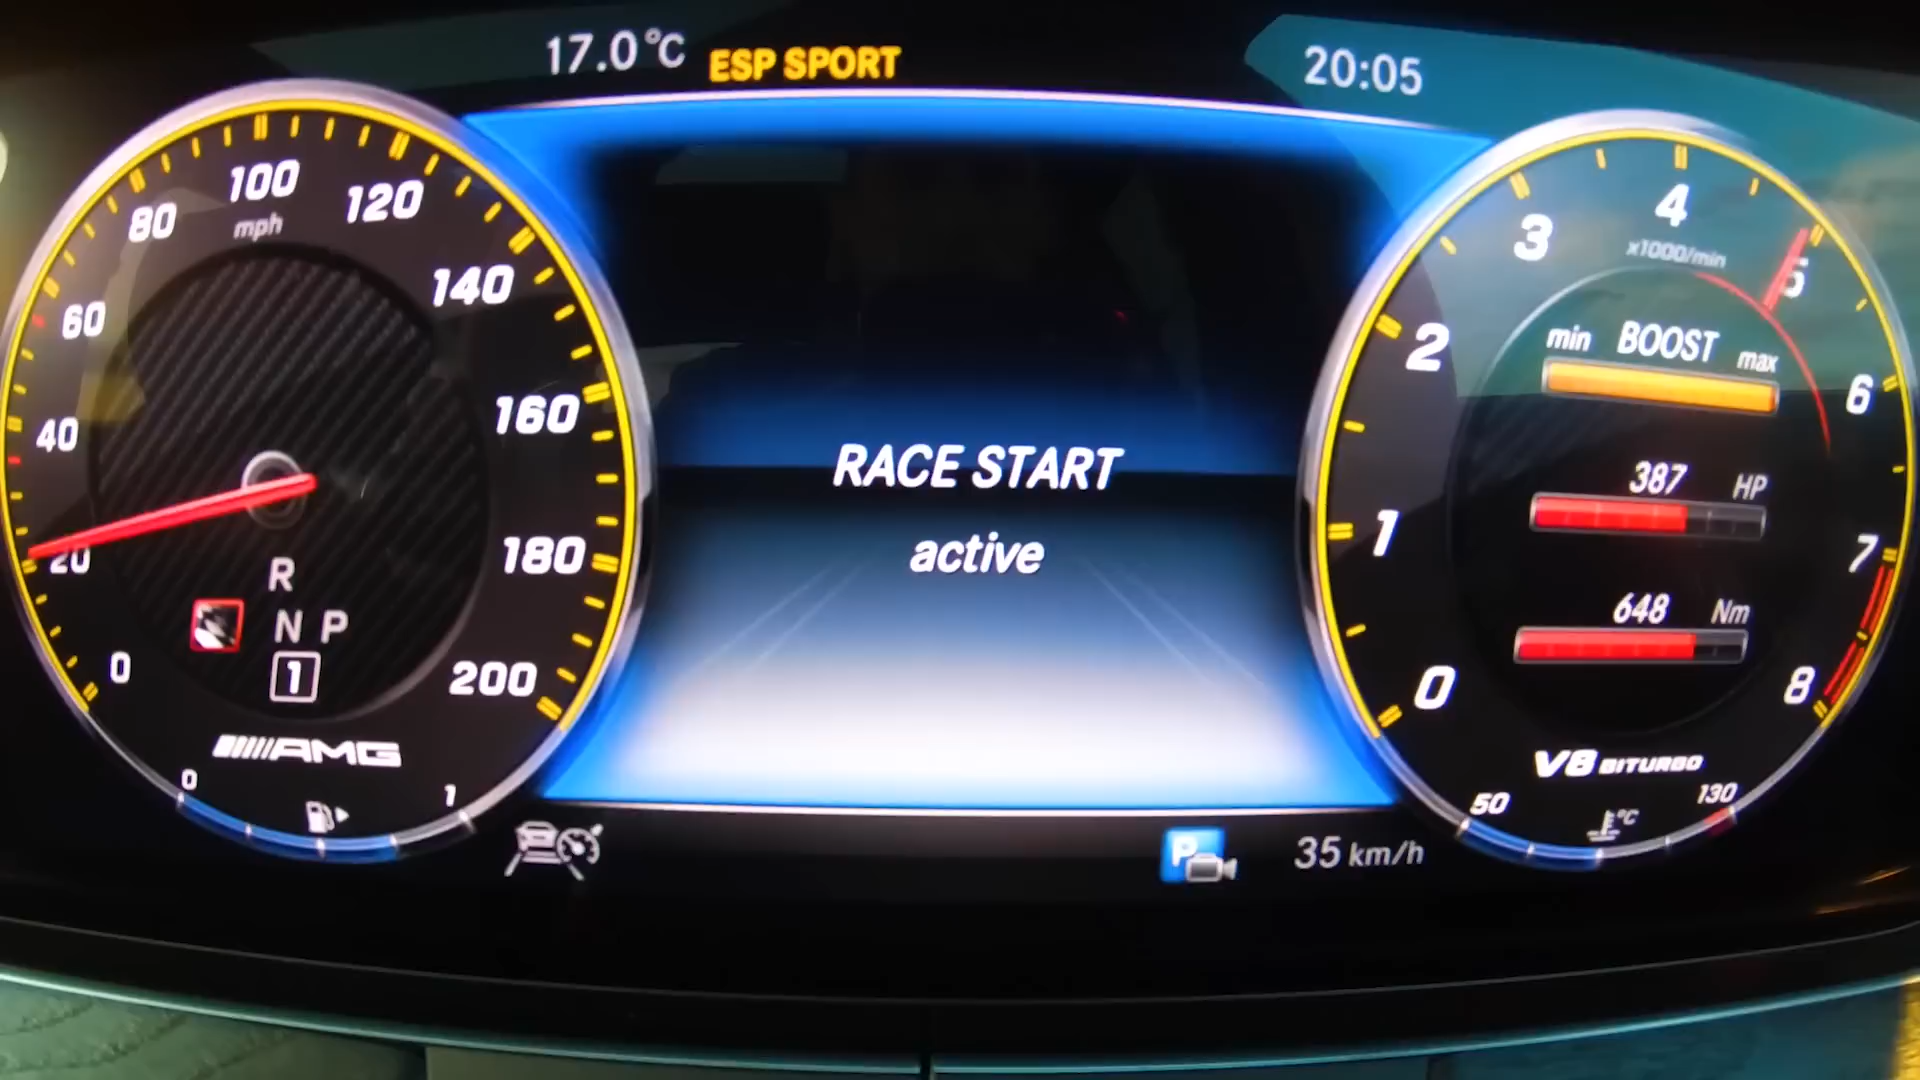 17.0°C ESP SPORT
20:05
0
20
40
60
80
100
120
140
160
180
200
mph
R
N P
1
AMG
0
1
RACE START
active
35 km/h
0
1
2
3
4
5
6
7
8
x1000/min
min BOOST max
387 HP
648 Nm
V8 BITURBO
50
130
°C
P